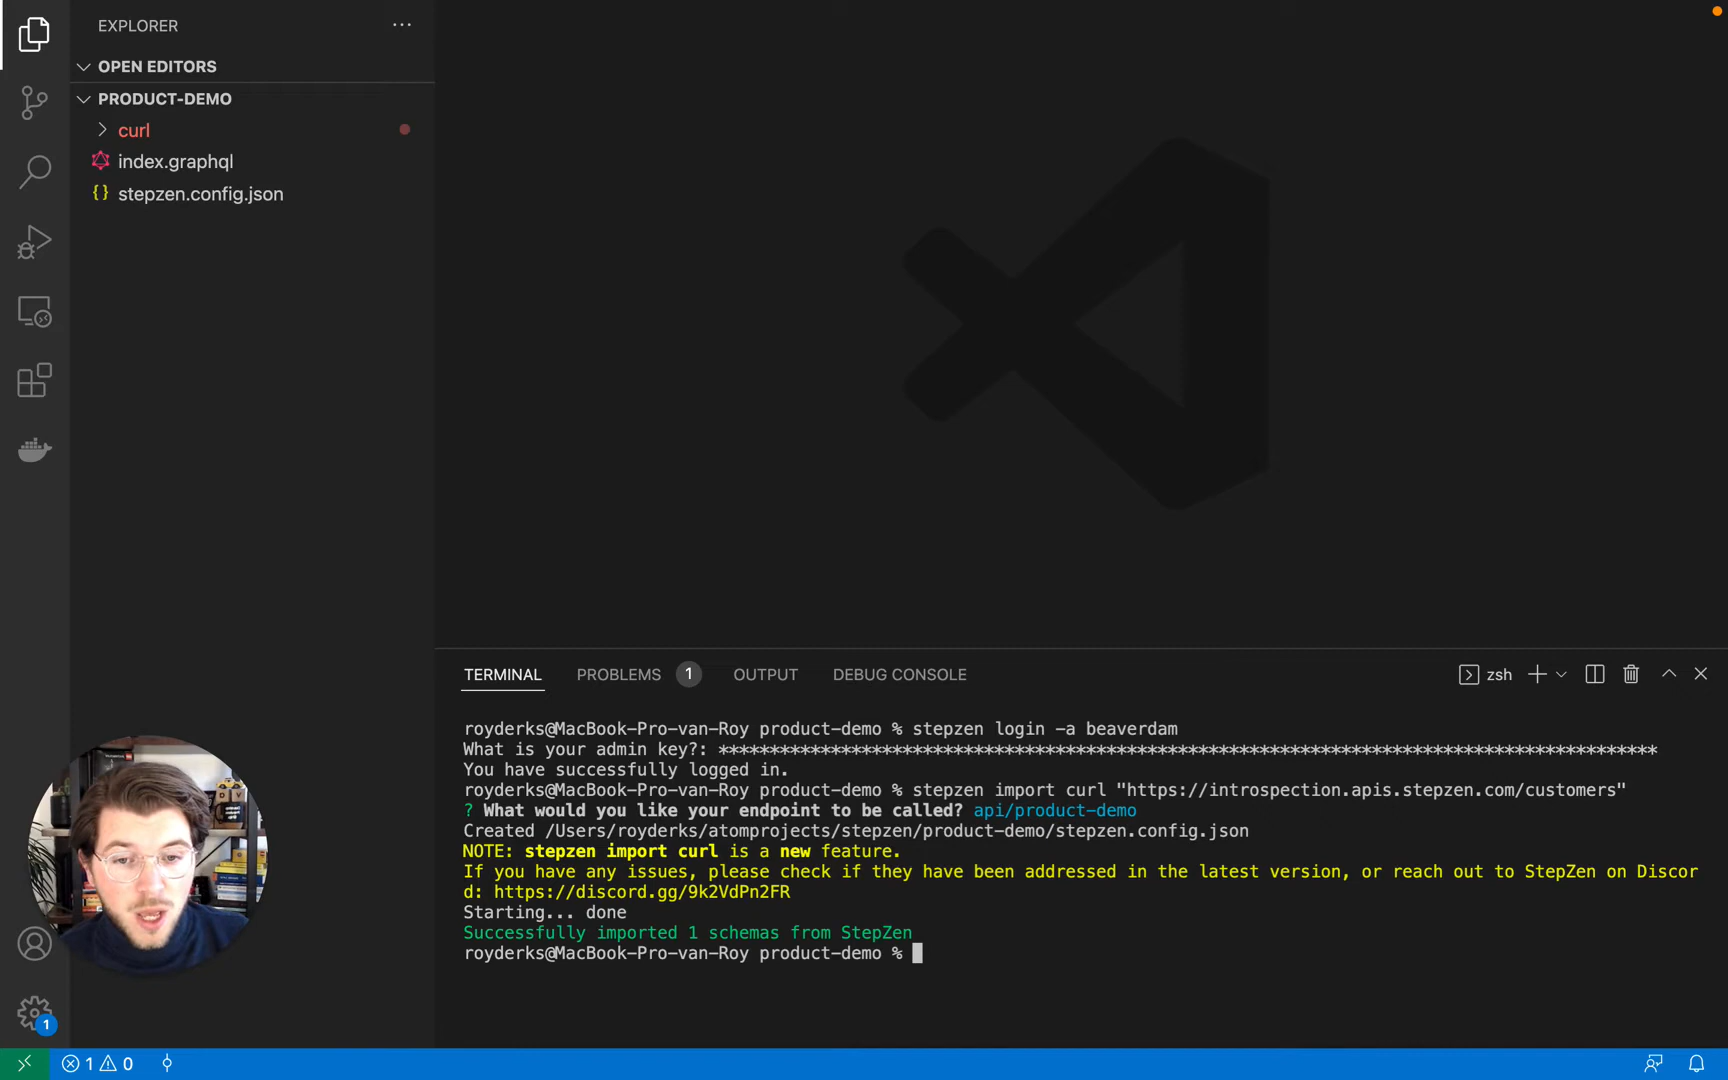 EXPLORER
OPEN EDITORS
PRODUCT-DEMO
curl
index.graphql
{} stepzen.config.json
TERMINAL
PROBLEMS 1
OUTPUT
DEBUG CONSOLE
zsh
royderks@MacBook-Pro-van-Roy product-demo % stepzen login -a beaverdam
What is your admin key?: ********************************************************************************************
You have successfully logged in.
royderks@MacBook-Pro-van-Roy product-demo % stepzen import curl "https://introspection.apis.stepzen.com/customers"
? What would you like your endpoint to be called? api/product-demo
Created /Users/royderks/atomprojects/stepzen/product-demo/stepzen.config.json
NOTE: stepzen import curl is a new feature.
If you have any issues, please check if they have been addressed in the latest version, or reach out to StepZen on Discor
d: https://discord.gg/9k2VdPn2FR
Starting... done
Successfully imported 1 schemas from StepZen
royderks@MacBook-Pro-van-Roy product-demo %
1
1 0